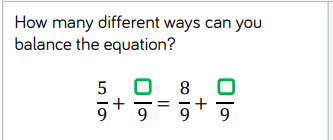 How many different ways can you
balance the equation?
5/9 + □/9 = 8/9 + □/9